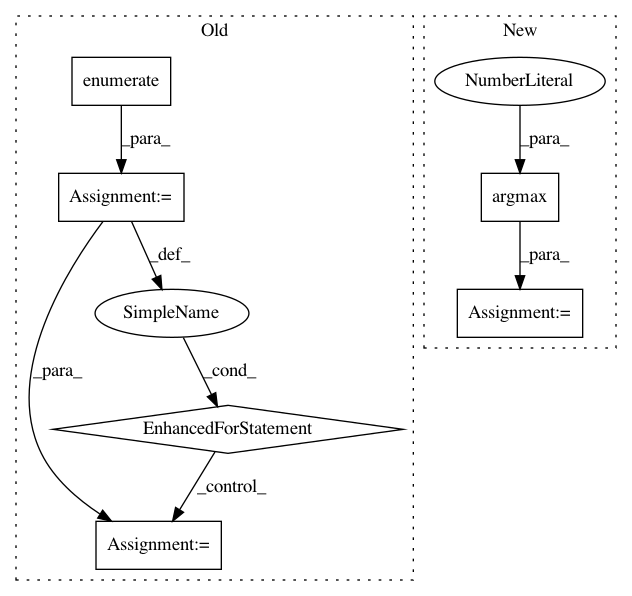 Old
New
enumerate
NumberLiteral
_para_
_para_
Assignment:=
argmax
_def_
_para_
SimpleName
Assignment:=
_para_
_cond_
EnhancedForStatement
_control_
Assignment:=